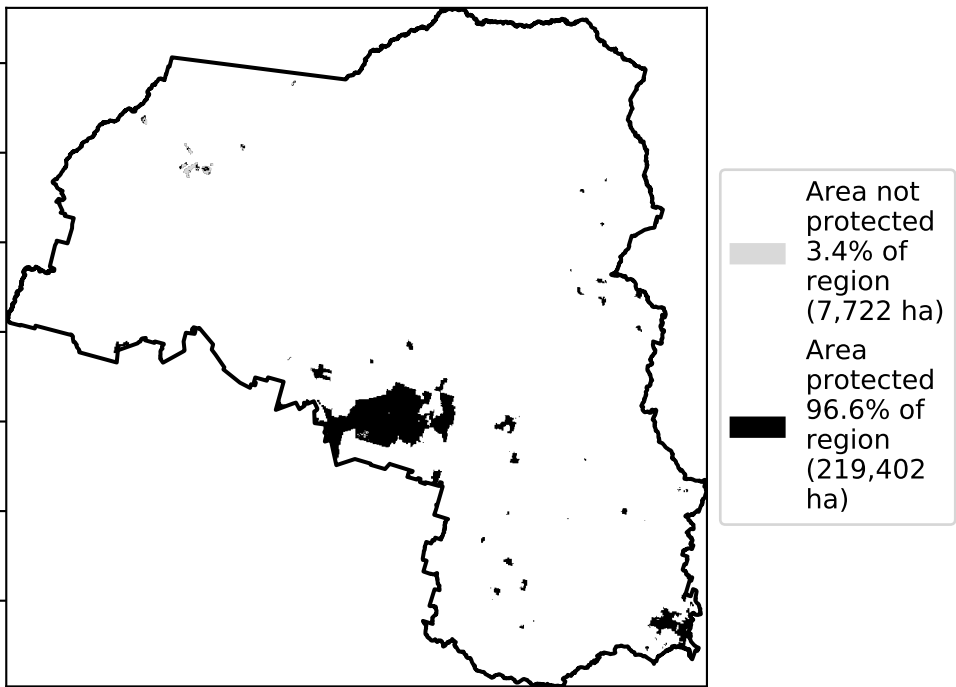 Area not
protected
3.4% of
region
(7,722 ha)
Area
protected
96.6% of
region
(219,402
ha)